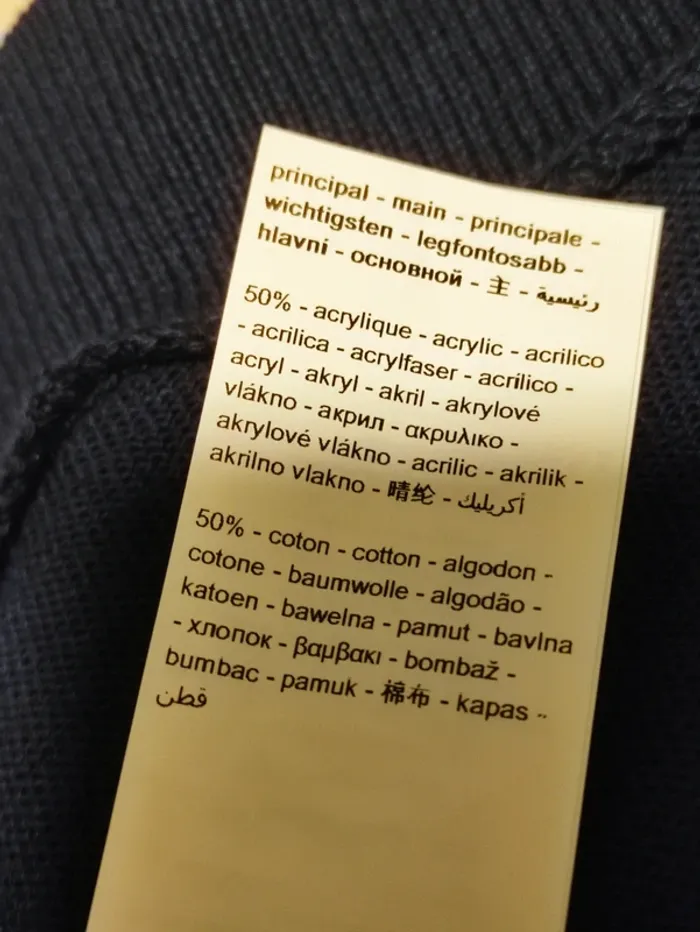 principal - main - principale -
wichtigsten - legfontosabb -
hlavní - основной - 主 - رئيسية
50% - acrylique - acrylic - acrilico
- acrilica - acrylfaser - acrílico -
acryl - akryl - akril - akrylové
vlákno - акрил - ακρυλικο -
akrylové vlákno - acrilic - akrilik -
akrilno vlakno - 晴纶 - أكريليك
50% - coton - cotton - algodon -
cotone - baumwolle - algodão -
katoen - bawelna - pamut - bavlna
- хлопок - βαμβακι - bombaž -
bumbac - pamuk - 棉布 - kapas --
قطن